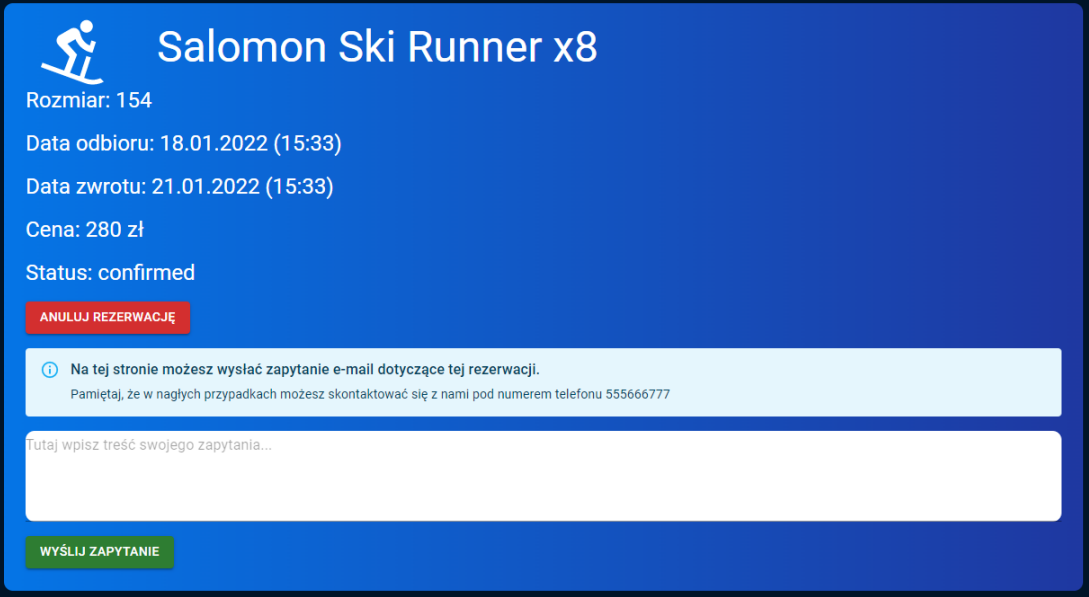 Salomon Ski Runner x8
Rozmiar: 154
Data odbioru: 18.01.2022 (15:33)
Data zwrotu: 21.01.2022 (15:33)
Cena: 280 zł
Status: confirmed
ANULUJ REZERWACJĘ
Na tej stronie możesz wysłać zapytanie e-mail dotyczące tej rezerwacji.
Pamiętaj, że w nagłych przypadkach możesz skontaktować się z nami pod numerem telefonu 555666777
Tutaj wpisz treść swojego zapytania...
WYŚLIJ ZAPYTANIE